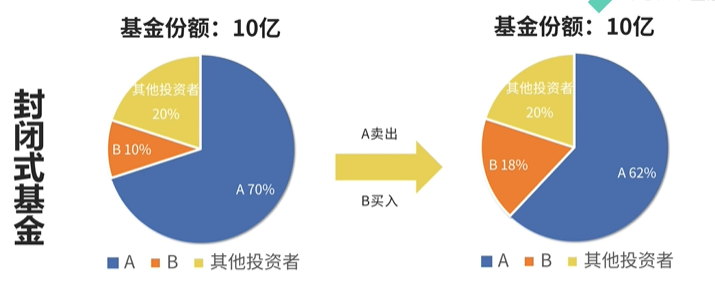 封闭式基金
基金份额：10亿
其他投资者
20%
B 10%
A 70%
A B 其他投资者
A卖出
B买入
基金份额：10亿
其他投资者
20%
B 18%
A 62%
A B 其他投资者